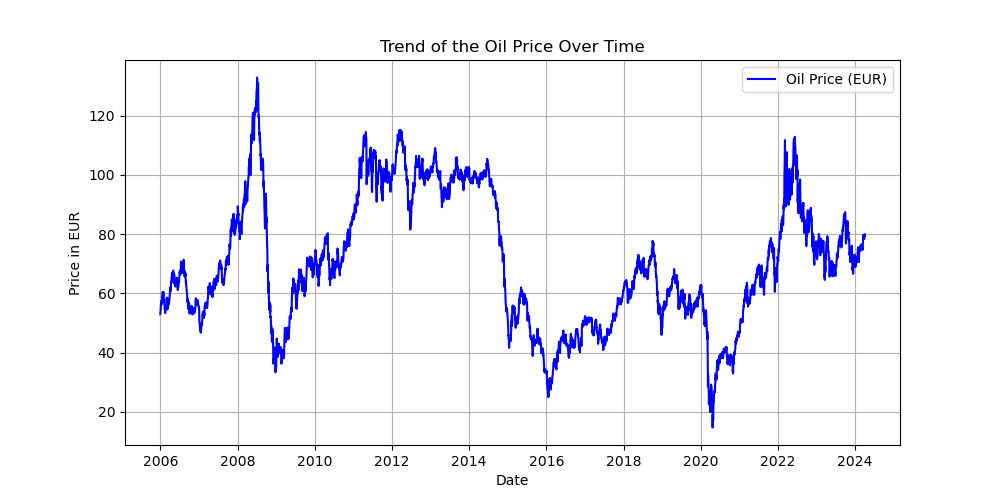 Trend of the Oil Price Over Time
Oil Price (EUR)
Price in EUR
120
100
80
60
40
20
2006 2008 2010 2012 2014 2016 2018 2020 2022 2024
Date